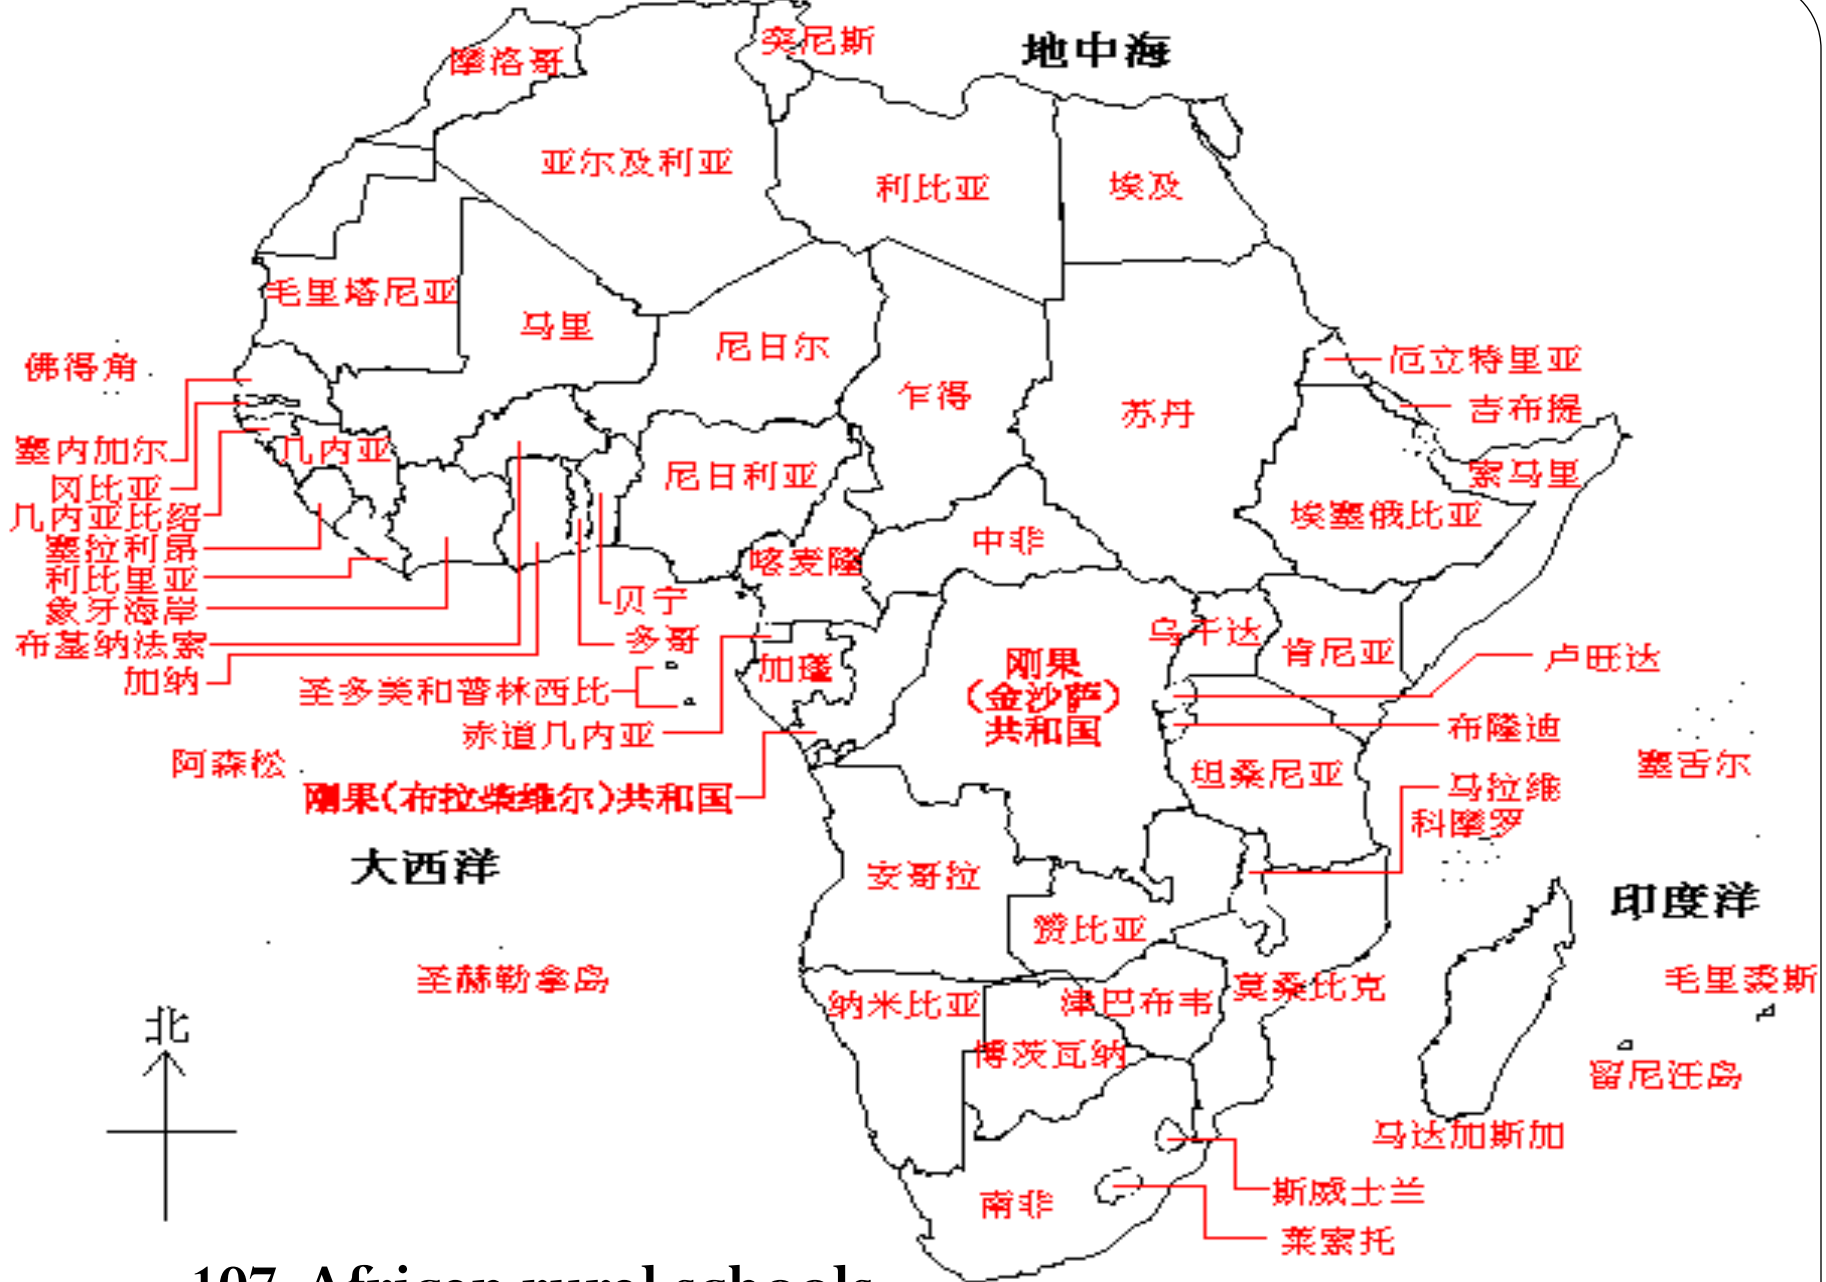 地中海
突尼斯
摩洛哥
亚尔及利亚
利比亚
埃及
毛里塔尼亚
马里
尼日尔
乍得
苏丹
厄立特里亚
吉布提
索马里
埃塞俄比亚
佛得角
塞内加尔
冈比亚
几内亚比绍
几内亚
塞拉利昂
利比里亚
象牙海岸
布基纳法索
加纳
尼日利亚
喀麦隆
中非
贝宁
多哥
圣多美和普林西比
赤道几内亚
加蓬
刚果(布拉柴维尔)共和国
刚果
(金沙萨)
共和国
乌干达
肯尼亚
卢旺达
布隆迪
坦桑尼亚
马拉维
科摩罗
塞舌尔
阿森松
大西洋
安哥拉
赞比亚
印度洋
圣赫勒拿岛
纳米比亚
津巴布韦
莫桑比克
毛里裘斯
博茨瓦纳
留尼汪岛
马达加斯加
北
南非
斯威士兰
莱索托
107. African rural schools